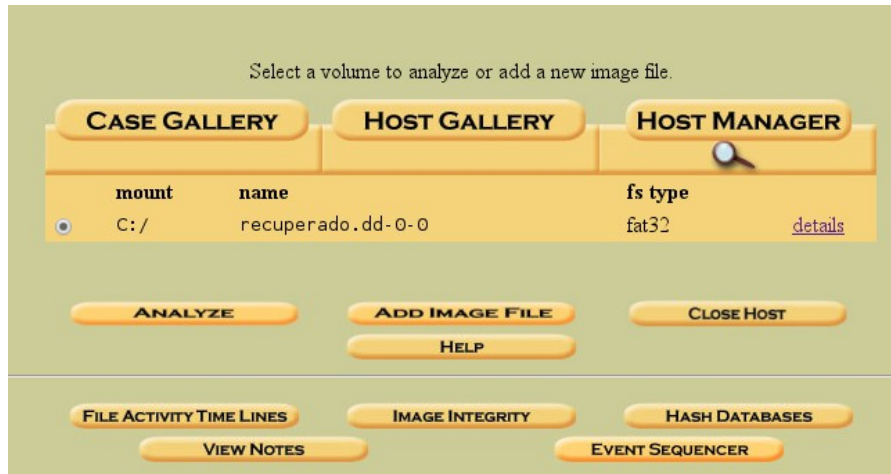 Select a volume to analyze or add a new image file.
CASE GALLERY HOST GALLERY HOST MANAGER
mount name fs type
C:/ recuperado.dd-0-0 fat32 details
ANALYZE ADD IMAGE FILE CLOSE HOST
HELP
FILE ACTIVITY TIME LINES IMAGE INTEGRITY HASH DATABASES
VIEW NOTES EVENT SEQUENCER